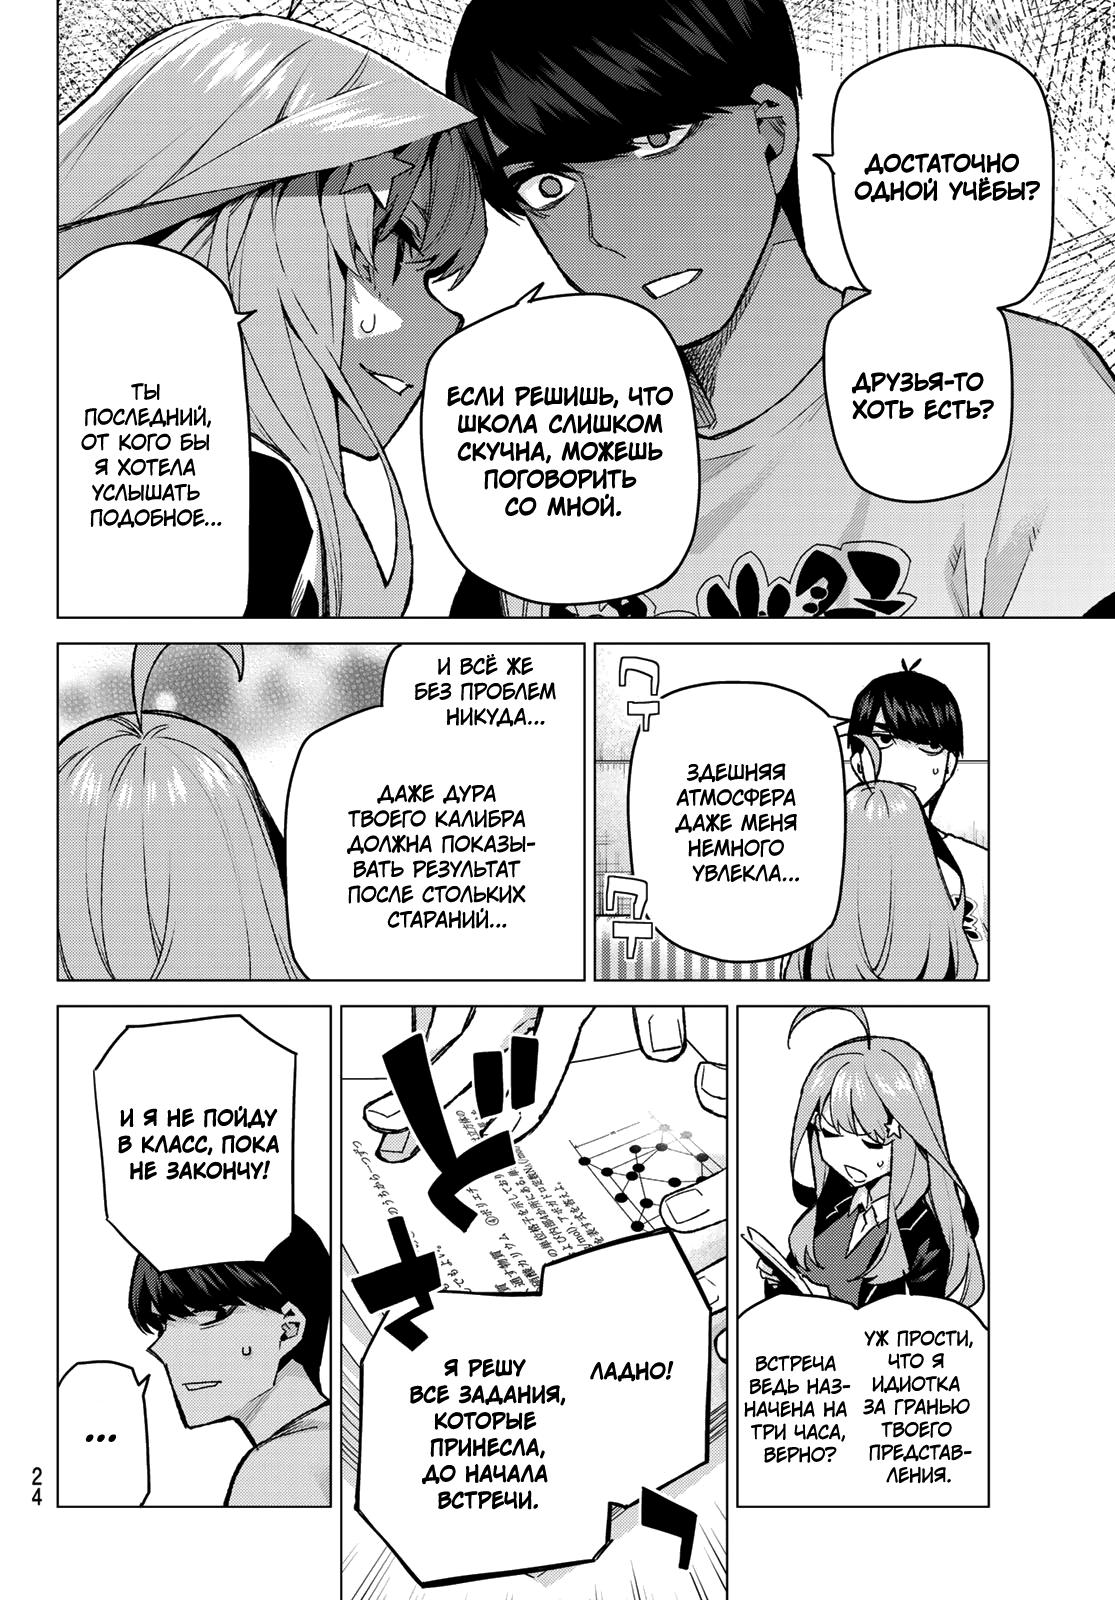 ДОСТАТОЧНО
ОДНОЙ УЧЁБЫ?
ДРУЗЬЯ-ТО
ХОТЬ ЕСТЬ?
ЕСЛИ РЕШИШЬ, ЧТО
ШКОЛА СЛИШКОМ
СКУЧНА, МОЖЕШЬ
ПОГОВОРИТЬ
СО МНОЙ.
ТЫ
ПОСЛЕДНИЙ,
ОТ КОГО БЫ
Я ХОТЕЛА
УСЛЫШАТЬ
ПОДОБНОЕ...
ЗДЕШНЯЯ
АТМОСФЕРА
ДАЖЕ МЕНЯ
НЕМНОГО
УВЛЕКЛА...
И ВСЁ ЖЕ
БЕЗ ПРОБЛЕМ
НИКУДА...
ДАЖЕ ДУРА
ТВОЕГО КАЛИБРА
ДОЛЖНА ПОКАЗЫ-
ВАТЬ РЕЗУЛЬТАТ
ПОСЛЕ СТОЛЬКИХ
СТАРАНИЙ...
УЖ ПРОСТИ,
ЧТО Я
ИДИОТКА
ЗА ГРАНЬЮ
ТВОЕГО
ПРЕДСТАВ-
ЛЕНИЯ.
ВСТРЕЧА
ВЕДЬ НАЗ-
НАЧЕНА НА
ТРИ ЧАСА,
ВЕРНО?
ЛАДНО!
Я РЕШУ
ВСЕ ЗАДАНИЯ,
КОТОРЫЕ
ПРИНЕСЛА,
ДО НАЧАЛА
ВСТРЕЧИ.
И Я НЕ ПОЙДУ
В КЛАСС, ПОКА
НЕ ЗАКОНЧУ!
...
24